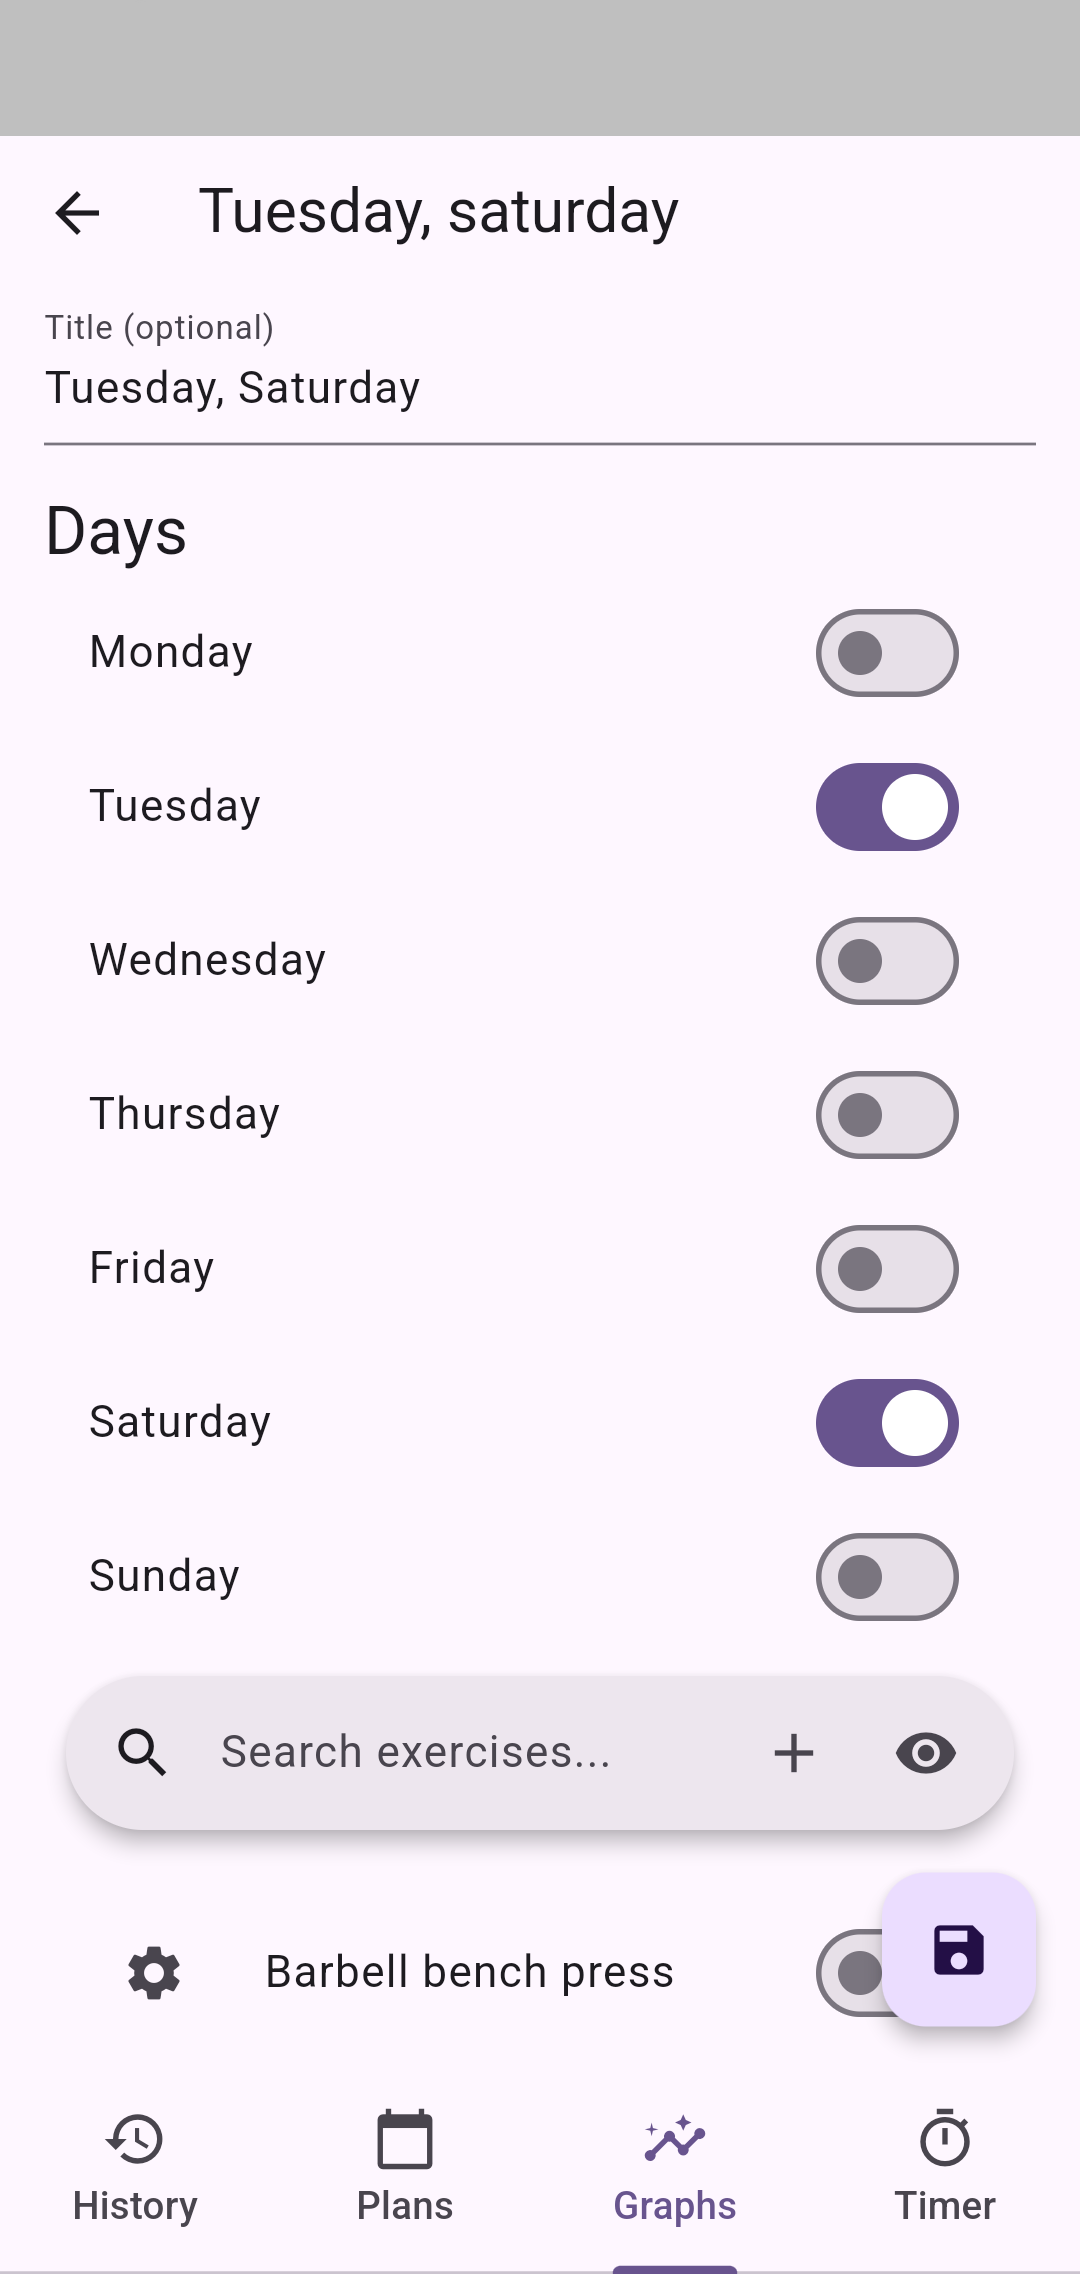 Tuesday, saturday
Title (optional)
Tuesday, Saturday
Days
Monday
Tuesday
Wednesday
Thursday
Friday
Saturday
Sunday
Search exercises...
Barbell bench press
History
Plans
Graphs
Timer